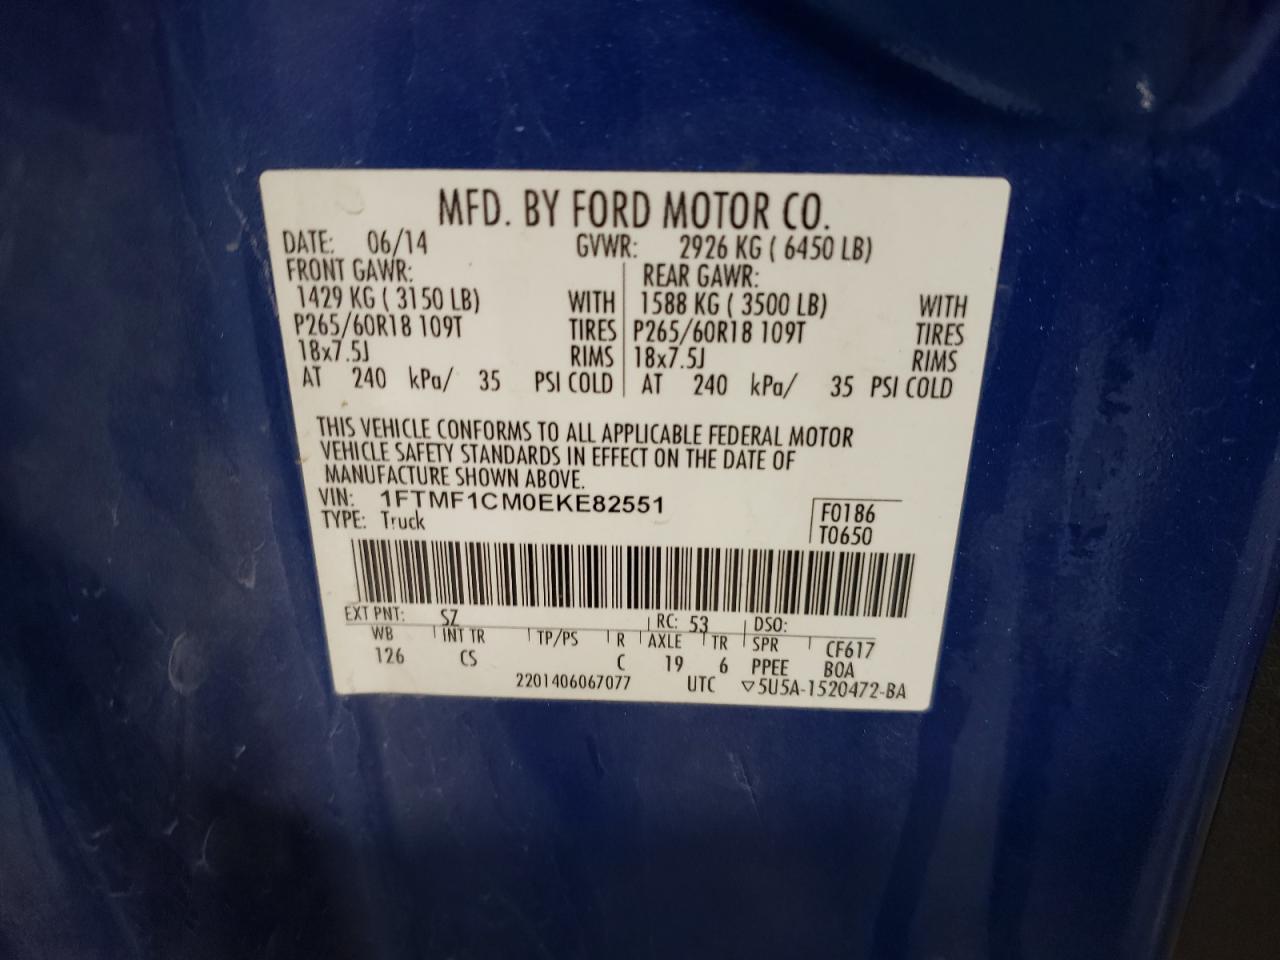 MFD. BY FORD MOTOR CO.
DATE: 06/14 GVWR: 2926 KG ( 6450 LB)
FRONT GAWR: REAR GAWR:
1429 KG ( 3150 LB) WITH 1588 KG ( 3500 LB) WITH
P265/60R18 109T TIRES P265/60R18 109T TIRES
18x7.5J RIMS 18x7.5J RIMS
AT 240 kPa/ 35 PSI COLD AT 240 kPa/ 35 PSI COLD
THIS VEHICLE CONFORMS TO ALL APPLICABLE FEDERAL MOTOR
VEHICLE SAFETY STANDARDS IN EFFECT ON THE DATE OF
MANUFACTURE SHOWN ABOVE.
VIN: 1FTMF1CM0EKE82551 F0186
TYPE: Truck T0650
EXT PNT: SZ RC: 53 DSO:
WB INT TR TP/PS R AXLE TR SPR CF617
126 CS C 19 6 PPEE BOA
2201406067077 UTC ▽5U5A-1520472-BA